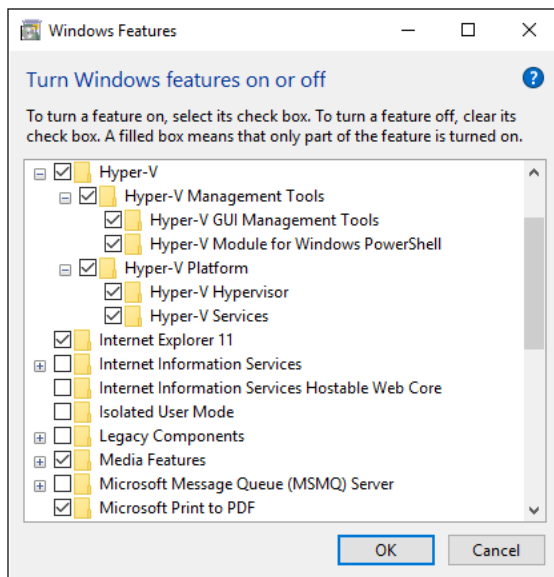 Windows Features
Turn Windows features on or off
To turn a feature on, select its check box. To turn a feature off, clear its
check box. A filled box means that only part of the feature is turned on.
Hyper-V
Hyper-V Management Tools
Hyper-V GUI Management Tools
Hyper-V Module for Windows PowerShell
Hyper-V Platform
Hyper-V Hypervisor
Hyper-V Services
Internet Explorer 11
Internet Information Services
Internet Information Services Hostable Web Core
Isolated User Mode
Legacy Components
Media Features
Microsoft Message Queue (MSMQ) Server
Microsoft Print to PDF
OK Cancel